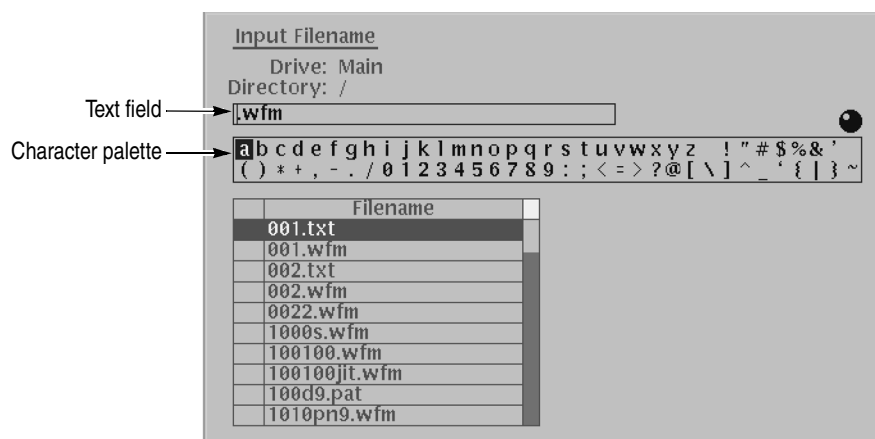 Input Filename
Drive: Main
Directory: /
Text field
.wfm
Character palette
a b c d e f g h i j k l m n o p q r s t u v w x y z ! " # $ % & '
( ) * + , - . / 0 1 2 3 4 5 6 7 8 9 : ; < = > ? @ [ \ ] ^ _ ‘ { | } ~
Filename
001.txt
001.wfm
002.txt
002.wfm
0022.wfm
1000s.wfm
100100.wfm
100100jit.wfm
100d9.pat
1010pn9.wfm